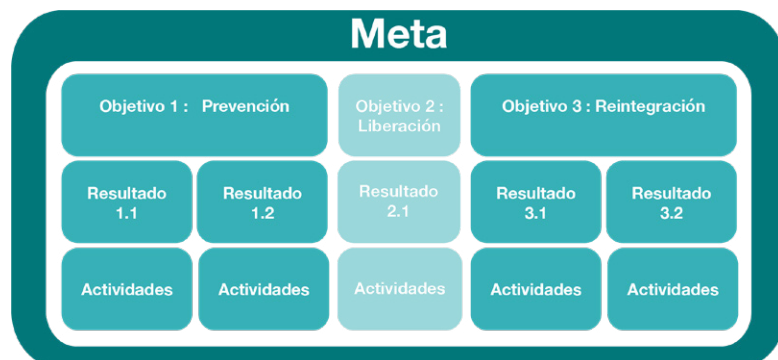 Meta
Objetivo 1 : Prevención
Objetivo 2 :
Liberación
Objetivo 3 : Reintegración
Resultado
1.1
Resultado
1.2
Resultado
2.1
Resultado
3.1
Resultado
3.2
Actividades
Actividades
Actividades
Actividades
Actividades